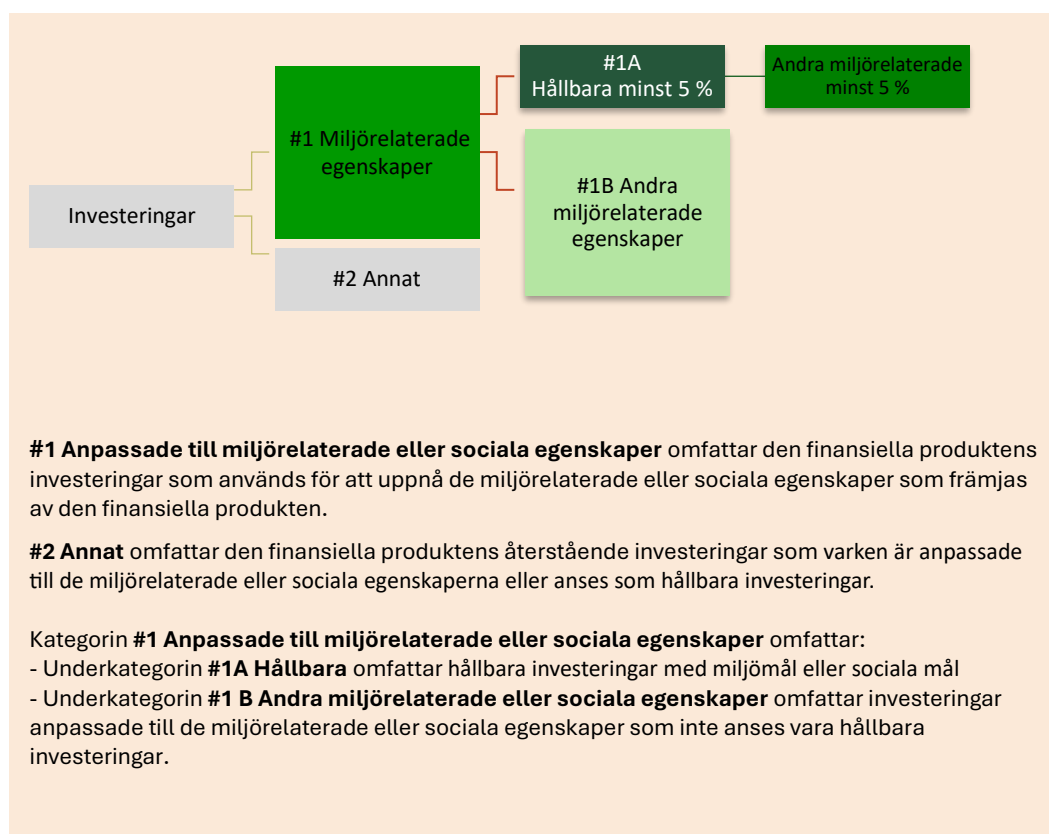 #1A
Hållbara minst 5 %
Andra miljörelaterade
minst 5 %
#1 Miljörelaterade
egenskaper
#1B Andra
miljörelaterade
egenskaper
Investeringar
#2 Annat
#1 Anpassade till miljörelaterade eller sociala egenskaper omfattar den finansiella produktens
investeringar som används för att uppnå de miljörelaterade eller sociala egenskaper som främjas
av den finansiella produkten.
#2 Annat omfattar den finansiella produktens återstående investeringar som varken är anpassade
till de miljörelaterade eller sociala egenskaperna eller anses som hållbara investeringar.
Kategorin #1 Anpassade till miljörelaterade eller sociala egenskaper omfattar:
- Underkategorin #1A Hållbara omfattar hållbara investeringar med miljömål eller sociala mål
- Underkategorin #1 B Andra miljörelaterade eller sociala egenskaper omfattar investeringar
anpassade till de miljörelaterade eller sociala egenskaper som inte anses vara hållbara
investeringar.